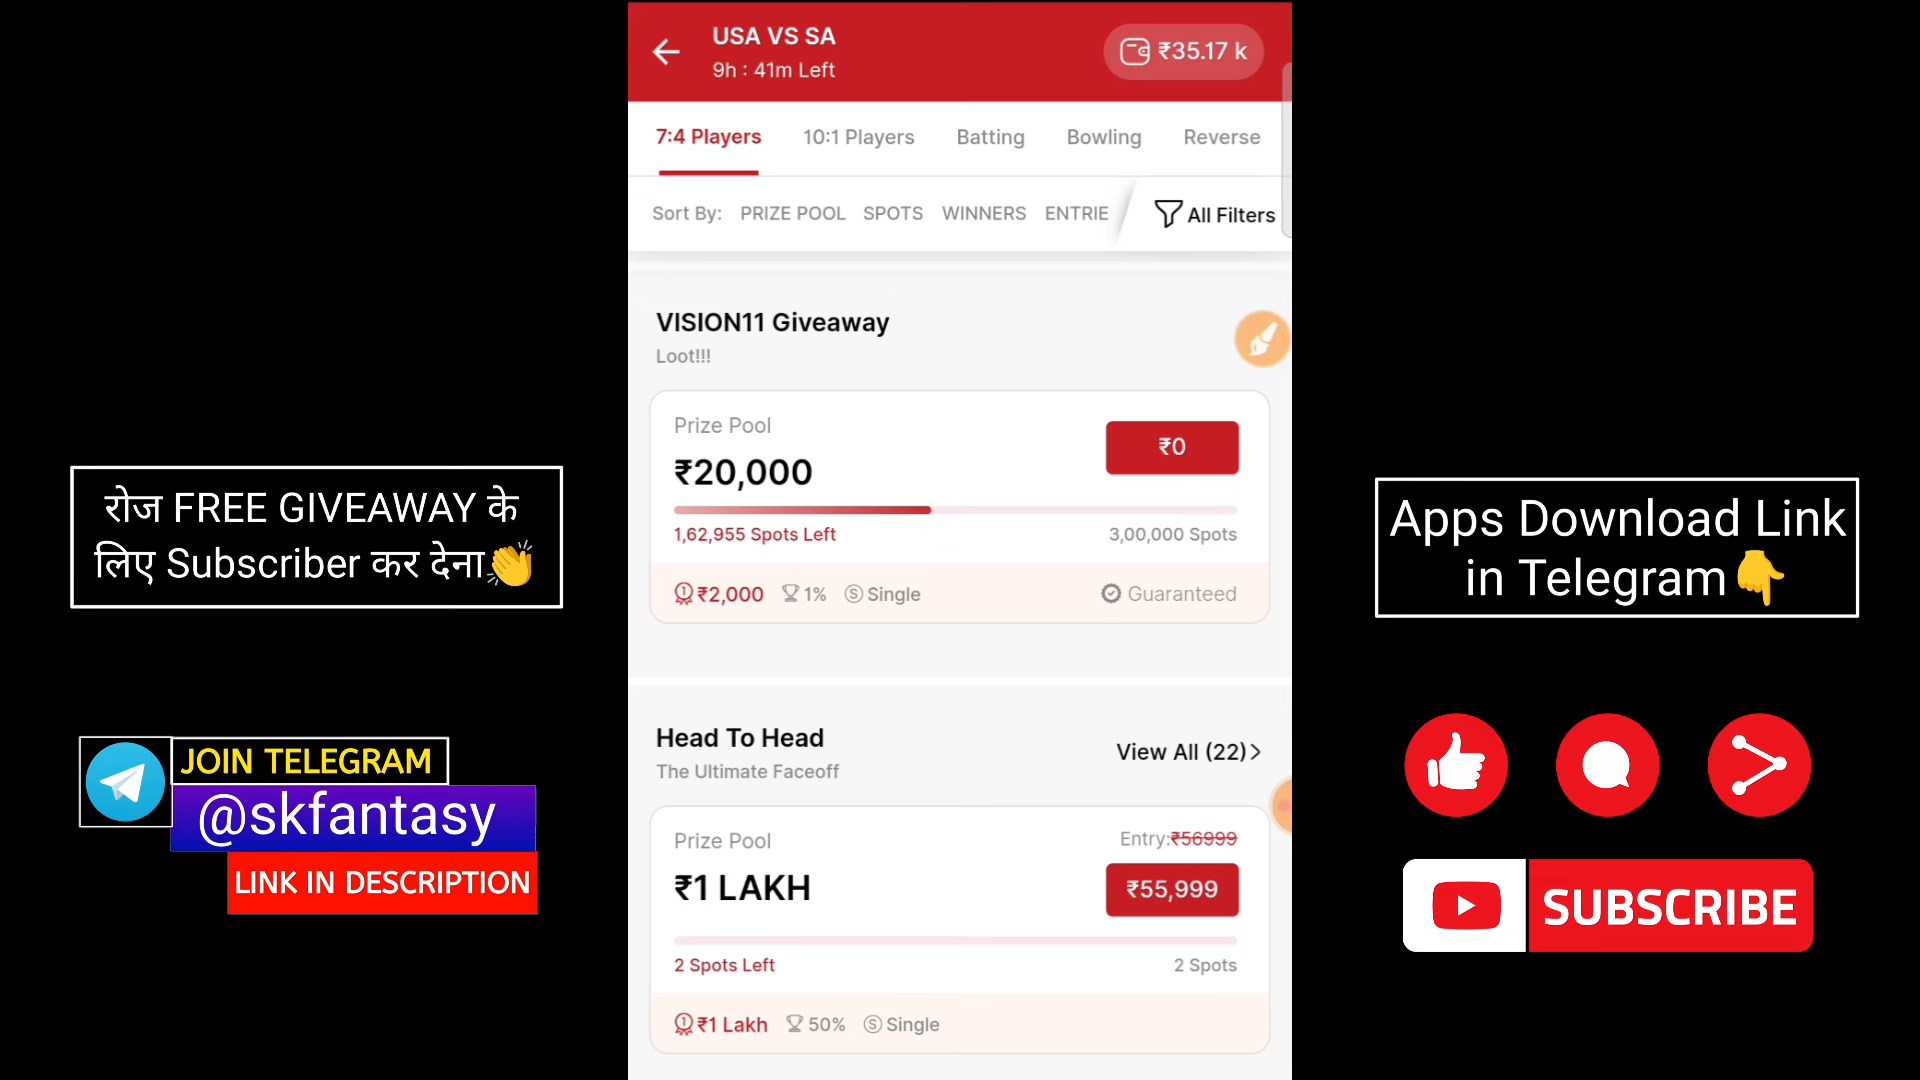 USA VS SA
9h : 41m Left
₹35.17 k
7:4 Players
10:1 Players
Batting
Bowling
Reverse
Sort By:
PRIZE POOL
SPOTS
WINNERS
ENTRIE
All Filters
VISION11 Giveaway
Loot!!!
Prize Pool
₹0
₹20,000
1,62,955 Spots Left
3,00,000 Spots
₹2,000
1%
Single
Guaranteed
Head To Head
The Ultimate Faceoff
View All (22)
Prize Pool
Entry:₹56999
₹1 LAKH
₹55,999
2 Spots Left
2 Spots
₹1 Lakh
50%
Single
रोज FREE GIVEAWAY के
लिए Subscriber कर देना👏
JOIN TELEGRAM
@skfantasy
LINK IN DESCRIPTION
Apps Download Link
in Telegram👇
SUBSCRIBE